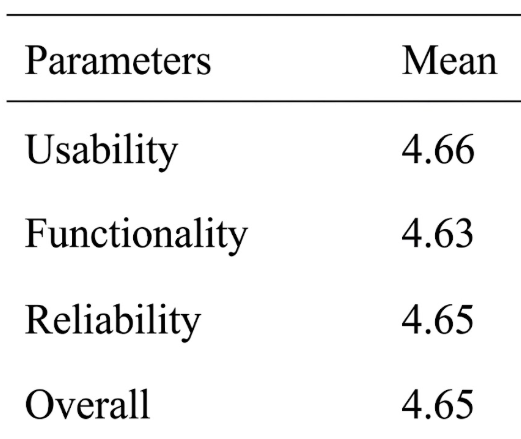 Parameters Mean
Usability 4.66
Functionality 4.63
Reliability 4.65
Overall 4.65